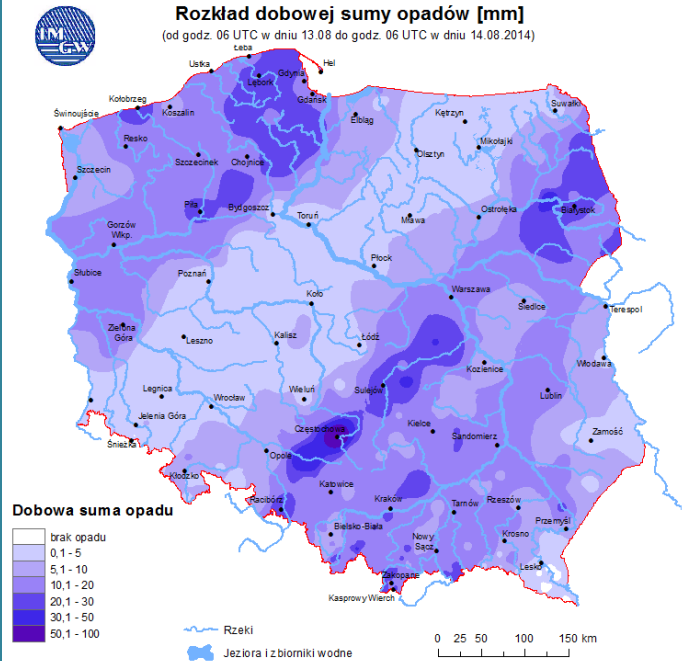 IM
GW
Rozkład dobowej sumy opadów [mm]
(od godz. 06 UTC w dniu 13.08 do godz. 06 UTC w dniu 14.08.2014)
Łeba
Ustka
Hel
Gdynia
Lębork
Kołobrzeg
Gdańsk
Suwałki
Koszalin
Świnoujście
Elbląg
Kętrzyn
Resko
Mikołajki
Olsztyn
Szczecinek
Chojnice
Szczecin
Piła
Bydgoszcz
Toruń
Mława
Ostrołęka
Białystok
Gorzów
Wlkp.
Płock
Słubice
Poznań
Warszawa
Koło
Siedlce
Terespol
Zielona
Góra
Leszno
Kalisz
Łódź
Kozienice
Włodawa
Legnica
Wrocław
Wieluń
Sulejów
Lublin
Jelenia Góra
Częstochowa
Kielce
Sandomierz
Zamość
Śnieżka
Opole
Kłodzko
Katowice
Racibórz
Kraków
Tarnów
Rzeszów
Bielsko-Biała
Przemyśl
Nowy
Sącz
Krosno
Lesko
Zakopane
Kasprowy Wierch
Dobowa suma opadu
brak opadu
0,1 - 5
5,1 - 10
10,1 - 20
20,1 - 30
30,1 - 50
50,1 - 100
Rzeki
Jeziora i zbiorniki wodne
0 25 50 100 150 km